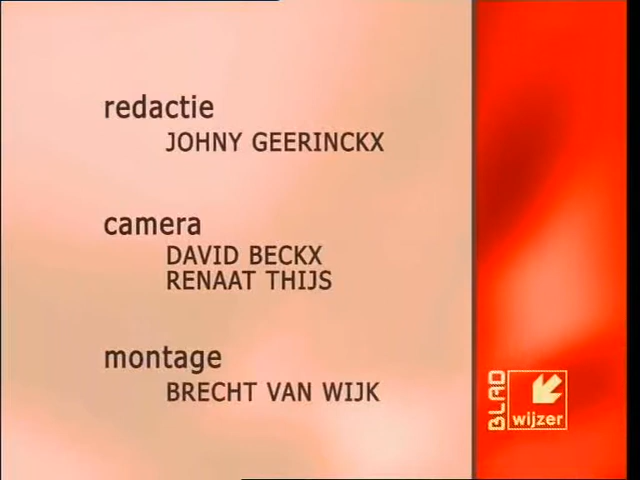 redactie
JOHNY GEERINCKX
camera
DAVID BECKX
RENAAT THIJS
montage
BRECHT VAN WIJK
BLAD
wijzer